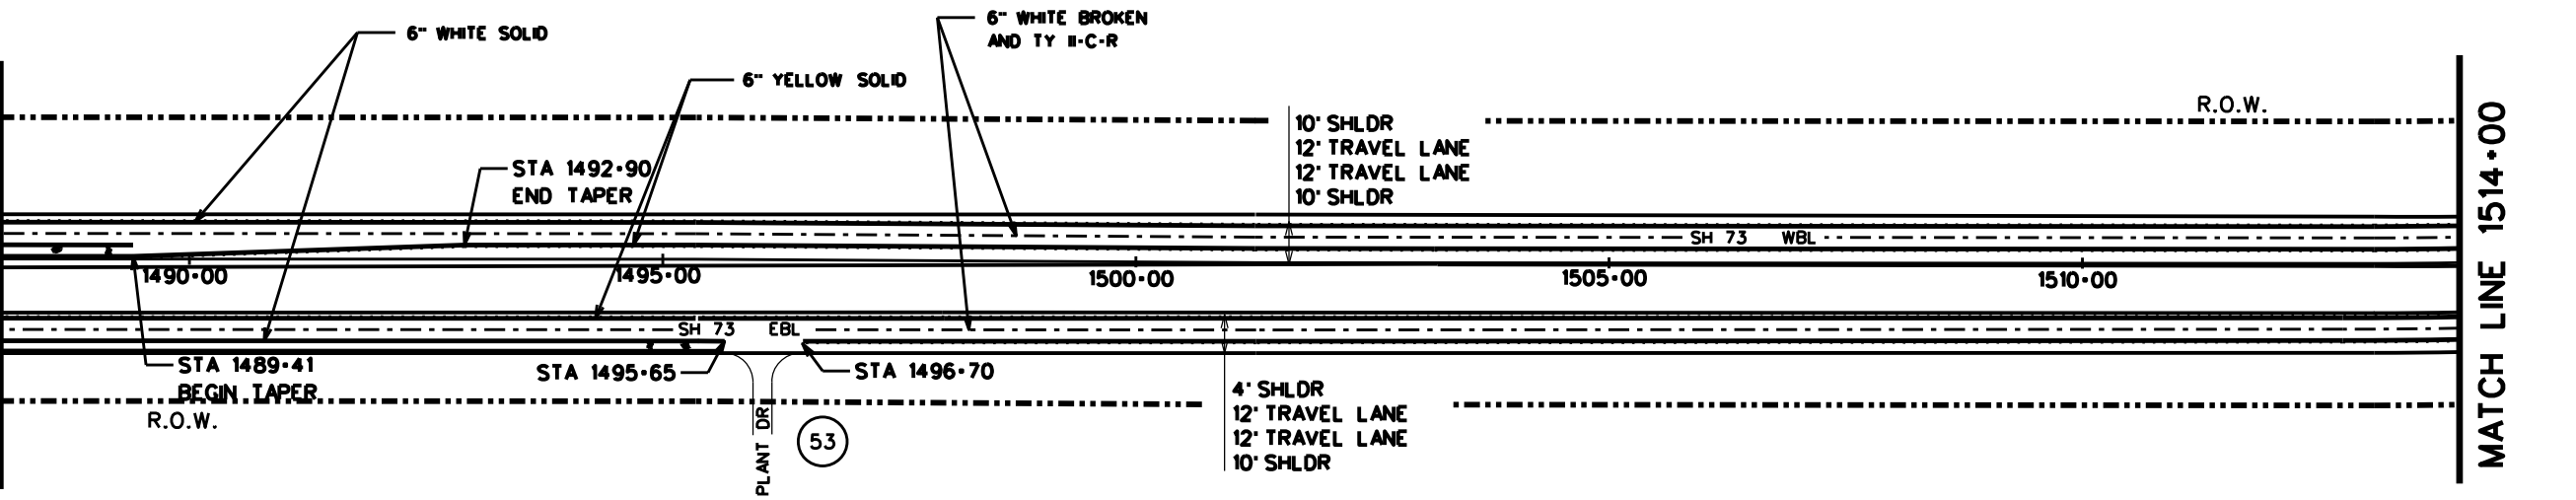 6" WHITE SOLID
6" WHITE BROKEN
AND TY II-C-R
6" YELLOW SOLID
R.O.W.
10' SHLDR
12' TRAVEL LANE
12' TRAVEL LANE
10' SHLDR
STA 1492+90
END TAPER
SH 73 WBL
1490+00
1495+00
1500+00
1505+00
1510+00
MATCH LINE 1514+00
SH 73 EBL
STA 1489+41
BEGIN TAPER
STA 1495+65
STA 1496+70
R.O.W.
PLANT DR
53
4' SHLDR
12' TRAVEL LANE
12' TRAVEL LANE
10' SHLDR